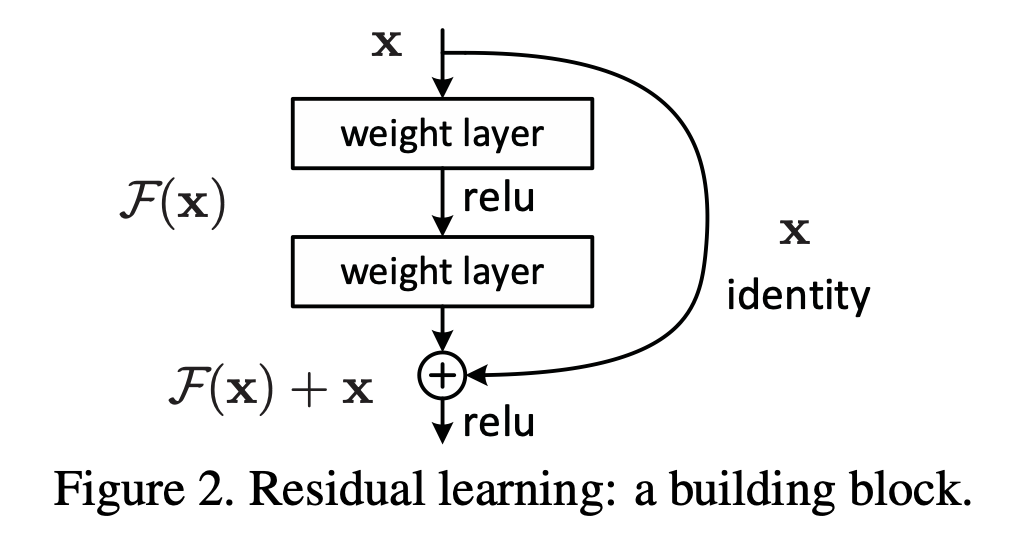 x
weight layer
F(x)
relu
weight layer
x
identity
F(x) + x
+
relu
Figure 2. Residual learning: a building block.